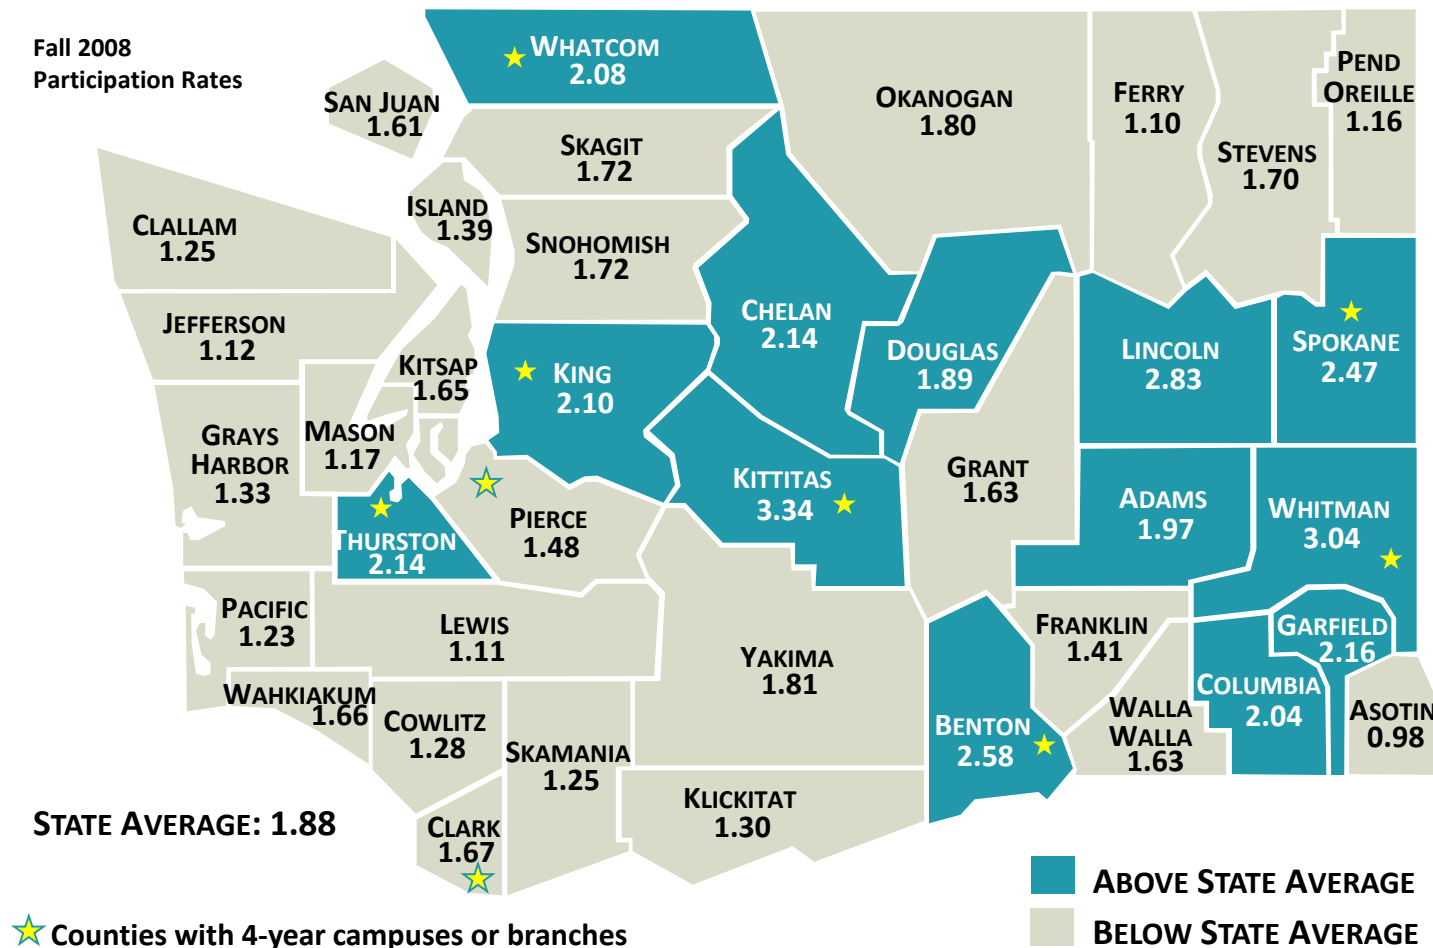 Fall 2008
Participation Rates
WHATCOM
2.08
SAN JUAN
1.61
SKAGIT
1.72
OKANOGAN
1.80
FERRY
1.10
STEVENS
1.70
PEND
OREILLE
1.16
CLALLAM
1.25
ISLAND
1.39
SNOHOMISH
1.72
JEFFERSON
1.12
KITSAP
1.65
KING
2.10
CHELAN
2.14
DOUGLAS
1.89
LINCOLN
2.83
SPOKANE
2.47
GRAYS
HARBOR
1.33
MASON
1.17
THURSTON
2.14
PIERCE
1.48
KITTITAS
3.34
GRANT
1.63
ADAMS
1.97
WHITMAN
3.04
PACIFIC
1.23
LEWIS
1.11
YAKIMA
1.81
FRANKLIN
1.41
GARFIELD
2.16
WAHKIAKUM
1.66
COWLITZ
1.28
SKAMANIA
1.25
BENTON
2.58
WALLA
WALLA
1.63
COLUMBIA
2.04
ASOTIN
0.98
KLICKITAT
1.30
CLARK
1.67
STATE AVERAGE: 1.88
ABOVE STATE AVERAGE
BELOW STATE AVERAGE
Counties with 4-year campuses or branches